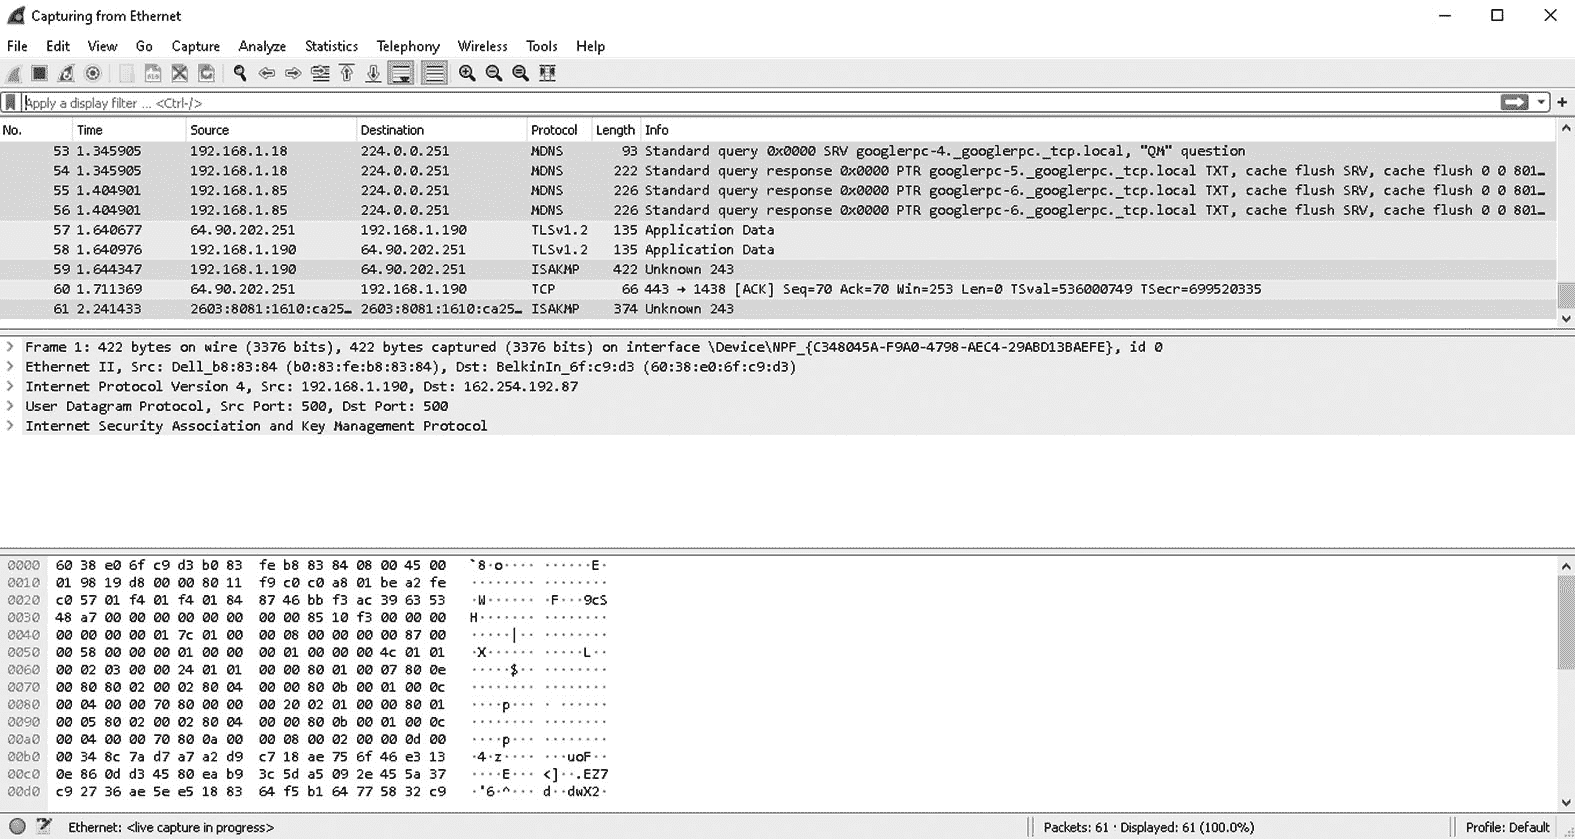 Capturing from Ethernet
File Edit View Go Capture Analyze Statistics Telephony Wireless Tools Help
Apply a display filter ... <Ctrl-/>
No. Time Source Destination Protocol Length Info
53 1.345905 192.168.1.18 224.0.0.251 MDNS 93 Standard query 0x0000 SRV googlerpc-4._googlerpc._tcp.local, "QM" question
54 1.345905 192.168.1.18 224.0.0.251 MDNS 222 Standard query response 0x0000 PTR googlerpc-5._googlerpc._tcp.local TXT, cache flush SRV, cache flush 0 0 801…
55 1.404901 192.168.1.85 224.0.0.251 MDNS 226 Standard query response 0x0000 PTR googlerpc-6._googlerpc._tcp.local TXT, cache flush SRV, cache flush 0 0 801…
56 1.404901 192.168.1.85 224.0.0.251 MDNS 226 Standard query response 0x0000 PTR googlerpc-6._googlerpc._tcp.local TXT, cache flush SRV, cache flush 0 0 801…
57 1.640677 64.90.202.251 192.168.1.190 TLSv1.2 135 Application Data
58 1.640976 192.168.1.190 64.90.202.251 TLSv1.2 135 Application Data
59 1.644347 192.168.1.190 64.90.202.251 ISAKMP 422 Unknown 243
60 1.711369 64.90.202.251 192.168.1.190 TCP 66 443 → 1438 [ACK] Seq=70 Ack=70 Win=253 Len=0 TSval=536000749 TSecr=699520335
61 2.241433 2603:8081:1610:ca25… 2603:8081:1610:ca25… ISAKMP 374 Unknown 243
Frame 1: 422 bytes on wire (3376 bits), 422 bytes captured (3376 bits) on interface \Device\NPF_{C348045A-F9A0-4798-AEC4-29ABD13BAEFE}, id 0
Ethernet II, Src: Dell_b8:83:84 (b0:83:fe:b8:83:84), Dst: BelkinIn_6f:c9:d3 (60:38:e0:6f:c9:d3)
Internet Protocol Version 4, Src: 192.168.1.190, Dst: 162.254.192.87
User Datagram Protocol, Src Port: 500, Dst Port: 500
Internet Security Association and Key Management Protocol
0000 60 38 e0 6f c9 d3 b0 83 fe b8 83 84 08 00 45 00 `8·o···· ······E·
0010 01 98 19 d8 00 00 80 11 f9 c0 c0 a8 01 be a2 fe ········ ········
0020 c0 57 01 f4 01 f4 01 84 87 46 bb f3 ac 39 63 53 ·W······ ·F···9cS
0030 48 a7 00 00 00 00 00 00 00 00 85 10 f3 00 00 00 H······· ········
0040 00 00 00 00 01 7c 01 00 00 08 00 00 00 00 87 00 ·····|·· ········
0050 00 58 00 00 00 01 00 00 00 01 00 00 00 4c 01 01 ·X······ ·····L··
0060 00 02 03 00 00 24 01 01 00 00 80 01 00 07 80 0e ·····$·· ········
0070 00 80 80 02 00 02 80 04 00 00 80 0b 00 01 00 0c ········ ········
0080 00 04 00 00 70 80 00 00 00 20 02 01 00 00 80 01 ····p··· · ······
0090 00 05 80 02 00 02 80 04 00 00 80 0b 00 01 00 0c ········ ········
00a0 00 04 00 00 70 80 0a 00 00 08 00 02 00 00 0d 00 ····p··· ········
00b0 00 34 8c 7a d7 a7 a2 d9 c7 18 ae 75 6f 46 e3 13 ·4·z···· ···uoF··
00c0 0e 86 0d d3 45 80 ea b9 3c 5d a5 09 2e 45 5a 37 ····E··· <]··.EZ7
00d0 c9 27 36 ae 5e e5 18 83 64 f5 b1 64 77 58 32 c9 ·'6·^··· d··dwX2·
Ethernet: <live capture in progress> Packets: 61 · Displayed: 61 (100.0%) Profile: Default